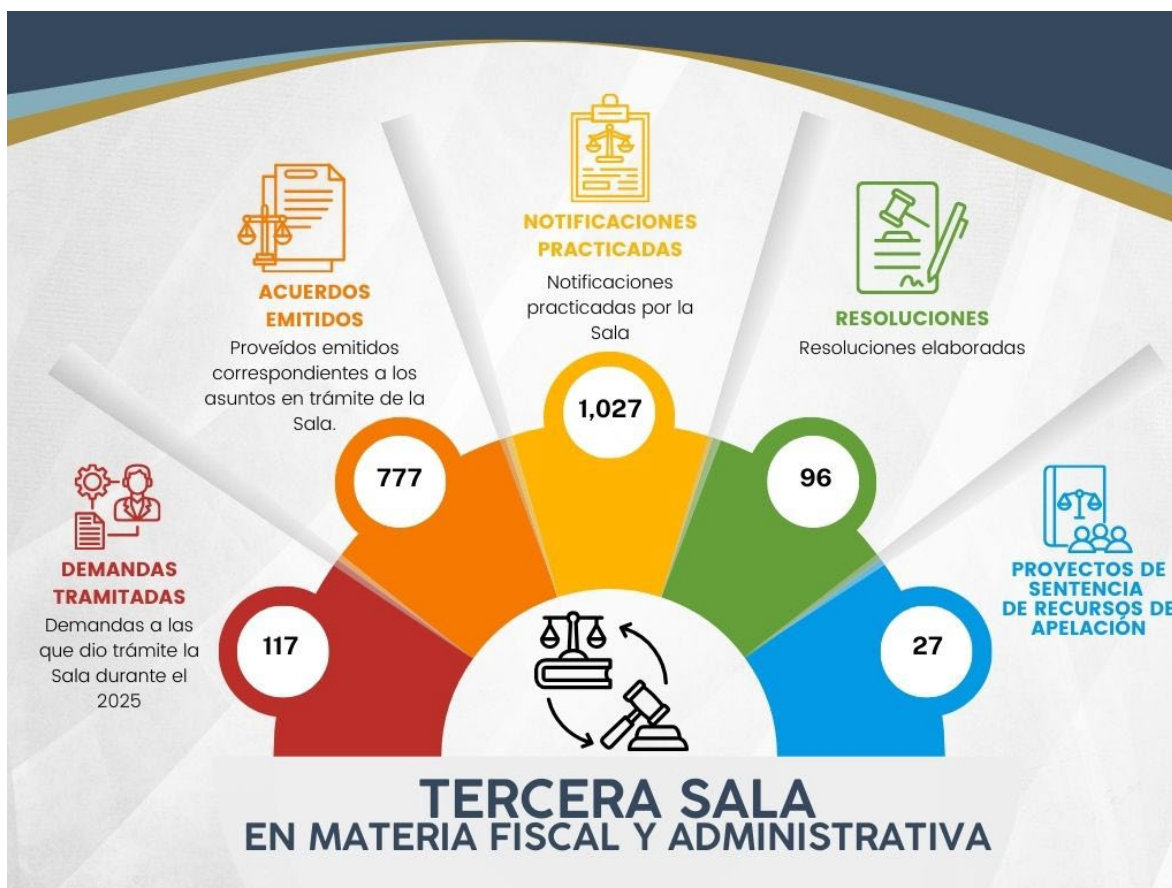 DEMANDAS
TRAMITADAS
Demandas a las
que dio trámite la
Sala durante el
2025
117
ACUERDOS
EMITIDOS
Proveídos emitidos
correspondientes a los
asuntos en trámite de la
Sala.
777
NOTIFICACIONES
PRACTICADAS
Notificaciones
practicadas por la
Sala
1,027
RESOLUCIONES
Resoluciones elaboradas
96
PROYECTOS DE
SENTENCIA
DE RECURSOS DE
APELACIÓN
27
TERCERA SALA
EN MATERIA FISCAL Y ADMINISTRATIVA